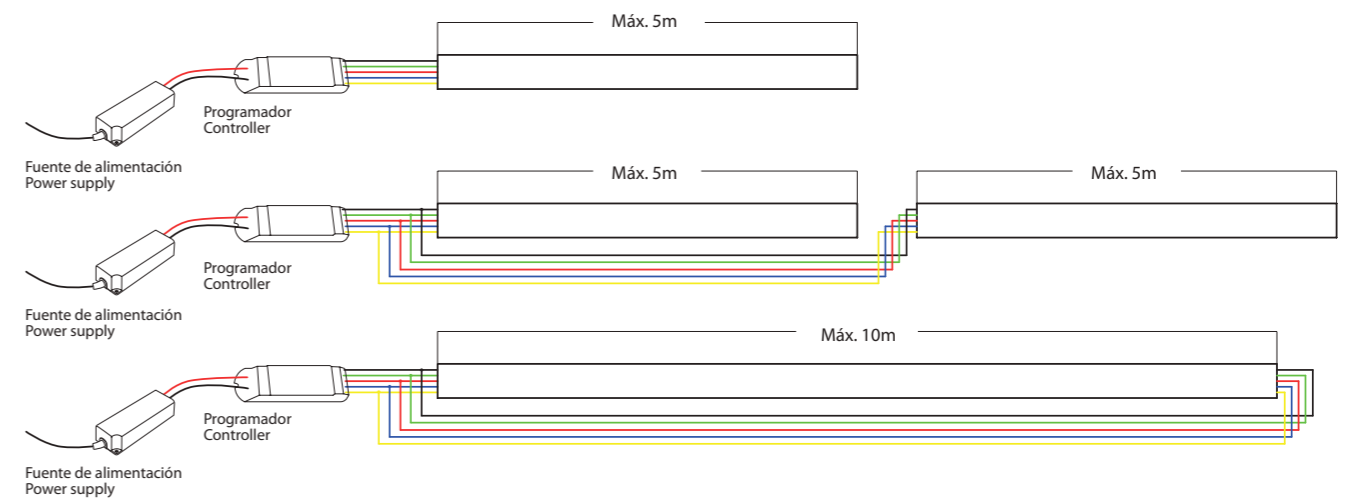 Máx. 5m
Programador
Controller
Fuente de alimentación
Power supply
Máx. 5m
Máx. 5m
Programador
Controller
Fuente de alimentación
Power supply
Máx. 10m
Programador
Controller
Fuente de alimentación
Power supply